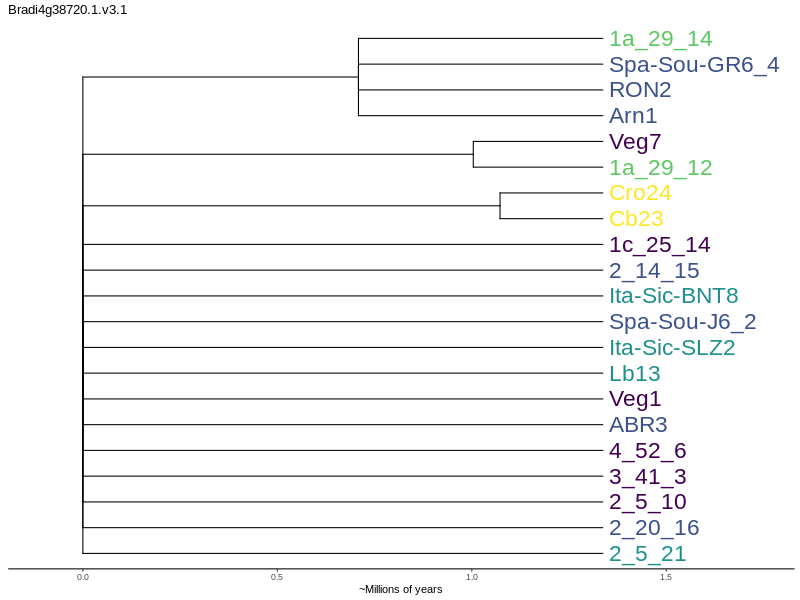 Bradi4g38720.1.v3.1
1a_29_14
Spa-Sou-GR6_4
RON2
Arn1
Veg7
1a_29_12
Cro24
Cb23
1c_25_14
2_14_15
Ita-Sic-BNT8
Spa-Sou-J6_2
Ita-Sic-SLZ2
Lb13
Veg1
ABR3
4_52_6
3_41_3
2_5_10
2_20_16
2_5_21
0.0 0.5 1.0 1.5
~Millions of years